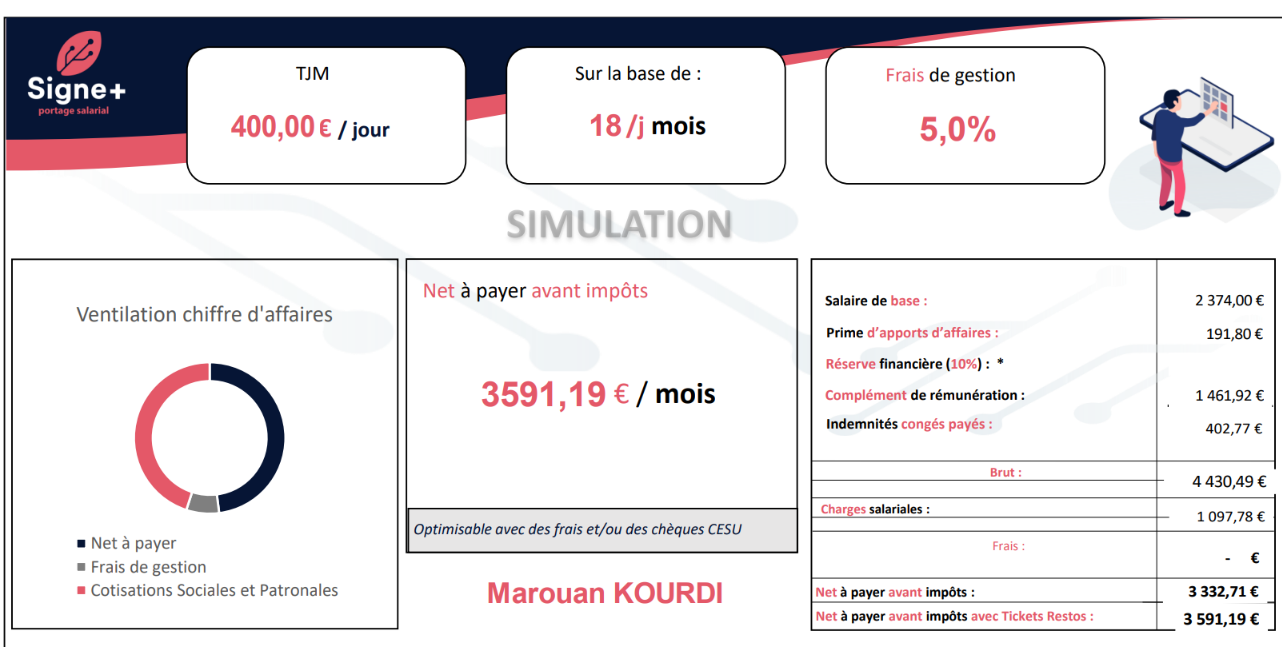 Signe+
portage salarial
TJM
400,00 € / jour
Sur la base de :
18 /j mois
Frais de gestion
5,0%
SIMULATION
Ventilation chiffre d'affaires
Net à payer
Frais de gestion
Cotisations Sociales et Patronales
Net à payer avant impôts
3591,19 € / mois
Optimisable avec des frais et/ou des chèques CESU
Marouan KOURDI
Salaire de base : 2 374,00 €
Prime d'apports d'affaires : 191,80 €
Réserve financière (10%) : *
Complément de rémunération : 1 461,92 €
Indemnités congés payés : 402,77 €
Brut : 4 430,49 €
Charges salariales : 1 097,78 €
Frais : - €
Net à payer avant impôts : 3 332,71 €
Net à payer avant impôts avec Tickets Restos : 3 591,19 €